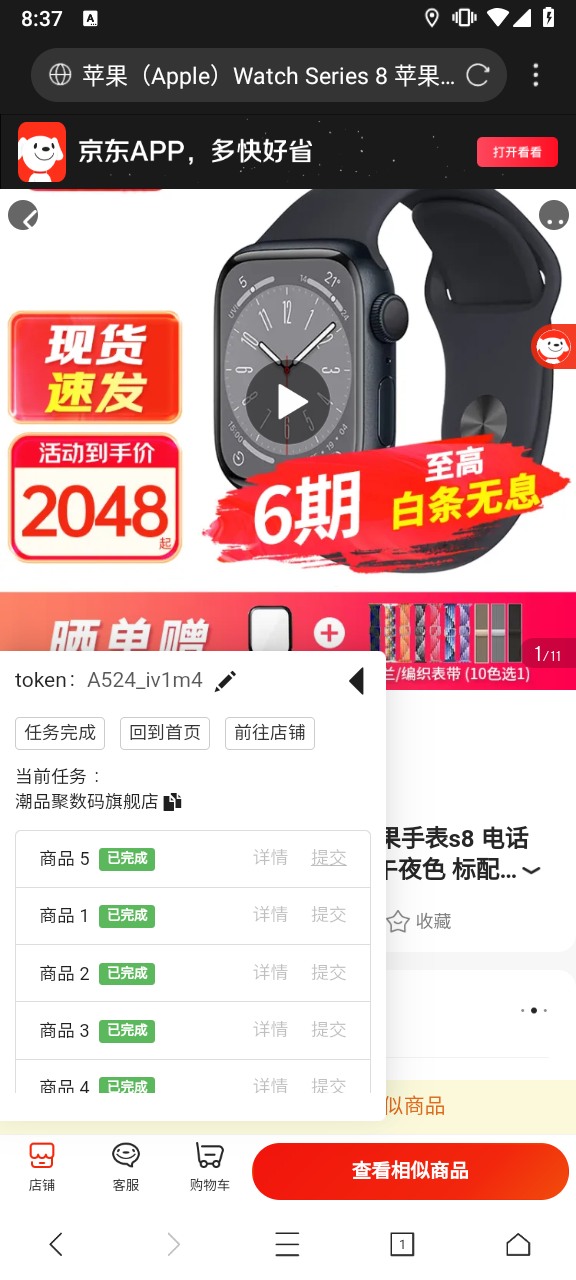 8:37
A
苹果（Apple）Watch Series 8 苹果...
京东APP，多快好省
打开看看
现货
速发
活动到手价
2048
起
6期
至高
白条无息
晒单赠
兰/编织表带 (10色选1)
1/11
token： A524_iv1m4
任务完成
回到首页
前往店铺
当前任务：
潮品聚数码旗舰店
果手表s8 电话
午夜色 标配...
收藏
商品 5 已完成 详情 提交
商品 1 已完成 详情 提交
商品 2 已完成 详情 提交
商品 3 已完成 详情 提交
商品 4 已完成 详情 提交
似商品
店铺
客服
购物车
查看相似商品
1